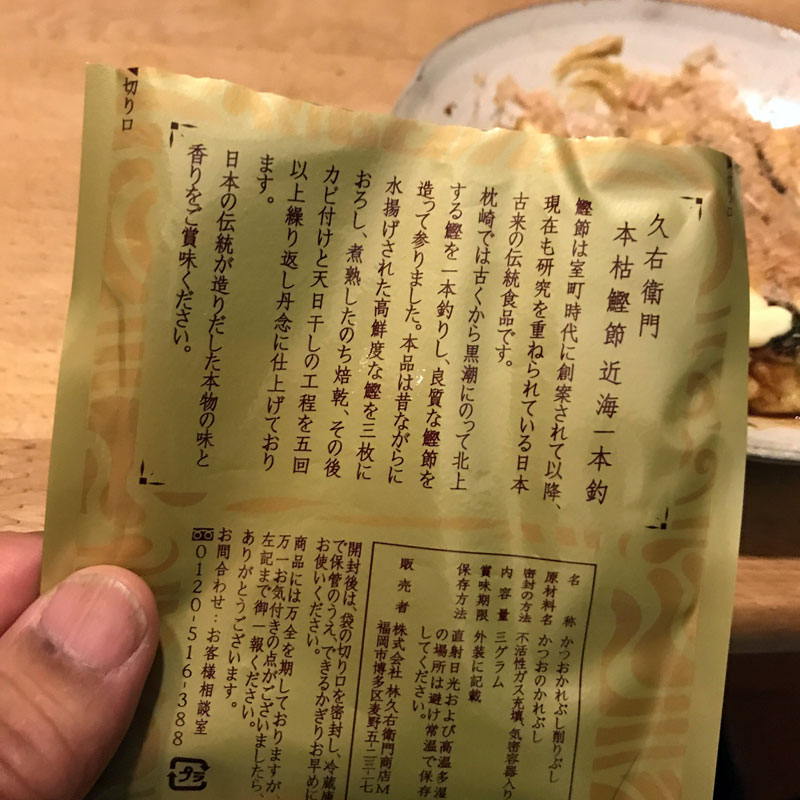 切り口
切り口
久右衛門
本枯鰹節 近海一本釣
鰹節は室町時代に創案されて以降、
現在も研究を重ねられている日本
古来の伝統食品です。
枕崎では古くから黒潮にのって北上
する鰹を一本釣りし、良質な鰹節を
造って参りました。本品は昔ながらに
水揚げされた高鮮度な鰹を三枚に
おろし、煮熟したのち焙乾、その後
カビ付けと天日干しの工程を五回
以上繰り返し丹念に仕上げており
ます。
日本の伝統が造りだした本物の味と
香りをご賞味ください。
名称 かつおかれぶし削りぶし
原材料名 かつおのかれぶし
密封の方法 不活性ガス充填、気密容器入り
内容量 三グラム
賞味期限 外装に記載
保存方法 直射日光および高温多湿
の場所は避け常温で保存
してください。
販売者 株式会社 林久右衛門商店M
福岡市博多区麦野五-二三-七
開封後は、袋の切り口を密封し、冷蔵庫
で保管のうえ、できるかぎりお早めに
お使いください。
商品には万全を期しておりますが、
万一お気付きの点がございましたら、
左記まで御一報ください。
ありがとうございます。
お問合わせ：お客様相談室
0120-516-388
プラ